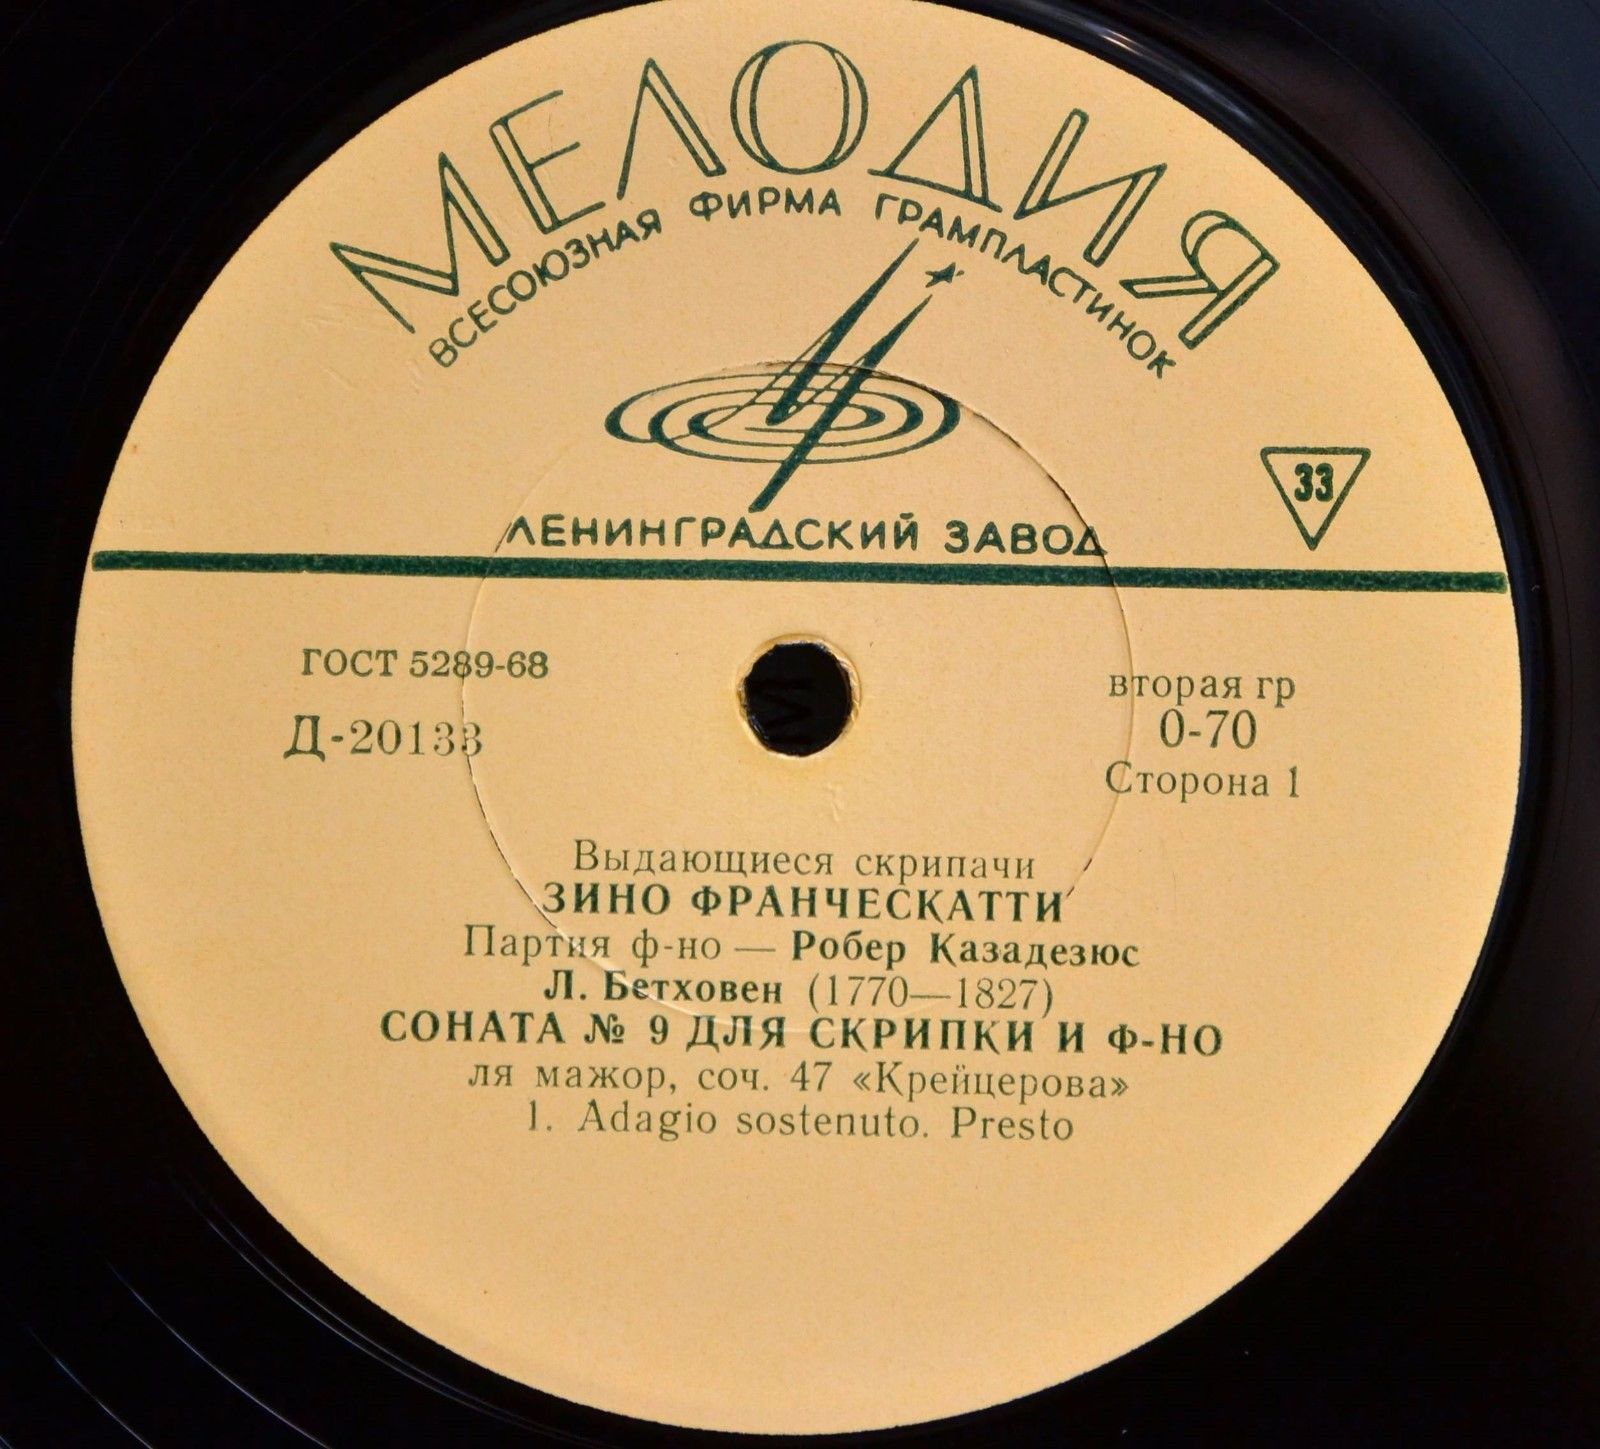 МЕЛОДИЯ
ВСЕСОЮЗНАЯ ФИРМА ГРАМПЛАСТИНОК
33
ЛЕНИНГРАДСКИЙ ЗАВОД
ГОСТ 5289-68
Д-20133
вторая гр
0-70
Сторона 1
Выдающиеся скрипачи
ЗИНО ФРАНЧЕСКАТТИ
Партия ф-но — Робер Казадезюс
Л. Бетховен (1770—1827)
СОНАТА № 9 ДЛЯ СКРИПКИ И Ф-НО
ля мажор, соч. 47 «Крейцерова»
1. Adagio sostenuto. Presto